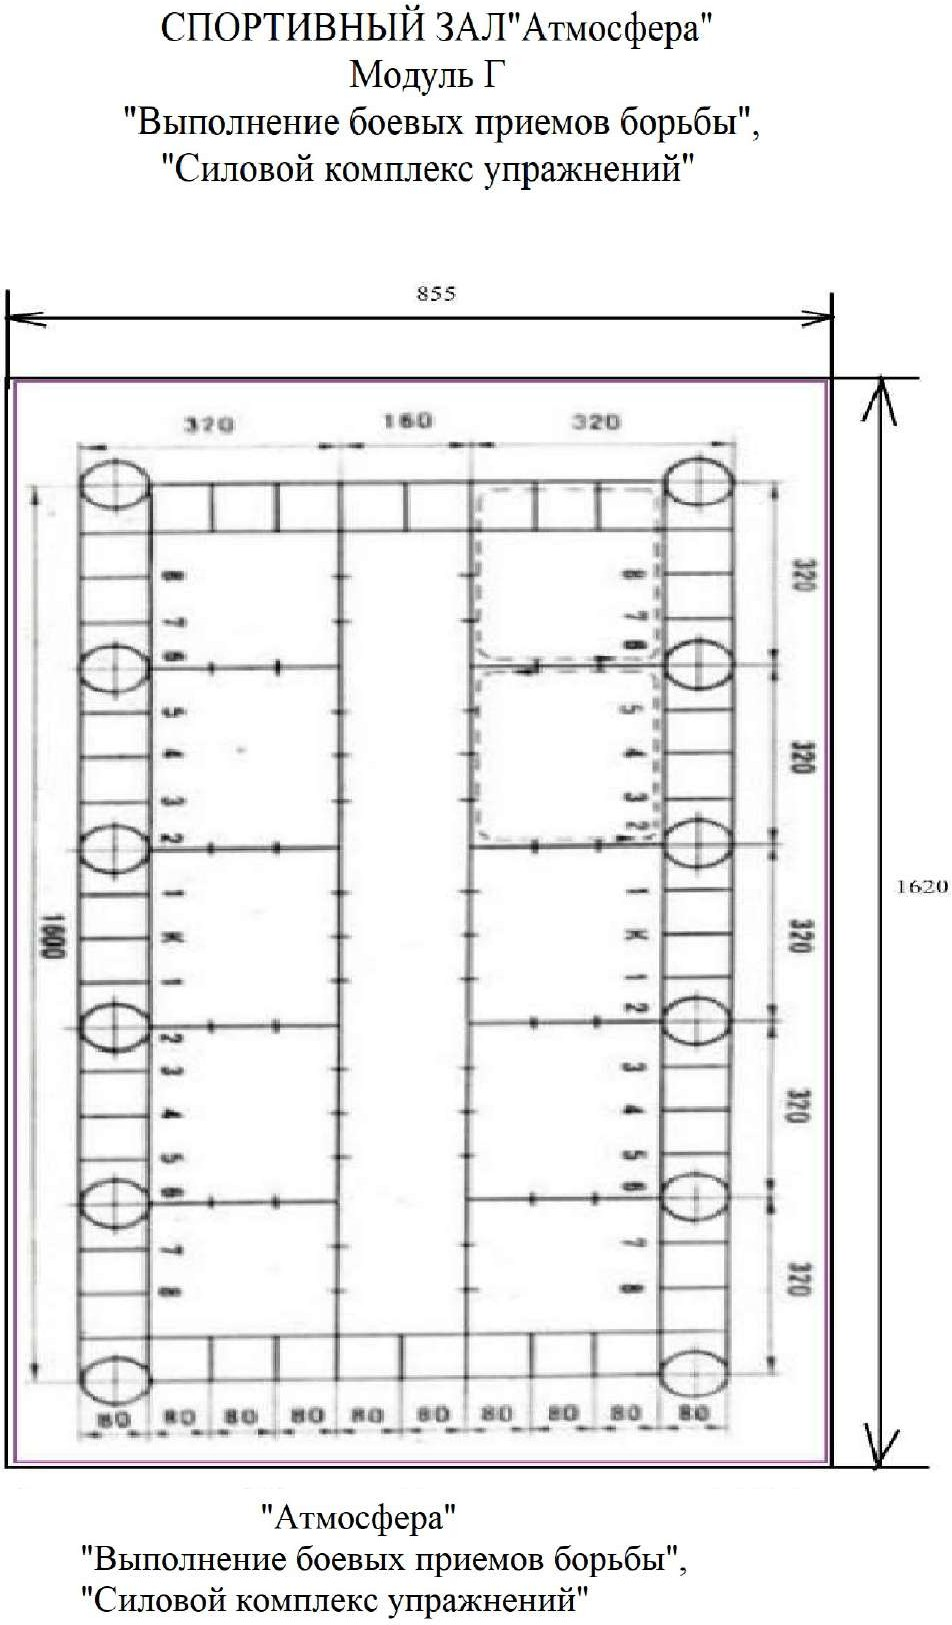 СПОРТИВНЫЙ ЗАЛ"Атмосфера"
Модуль Г
"Выполнение боевых приемов борьбы",
"Силовой комплекс упражнений"
855
320 160 320
8 8
320
7 7
6 6
5 5
4 4
320
3 3
2 2
1 1
1620
К К
1600
320
1 1
2 2
3 3
4 4
320
5 5
6 6
7 7
320
8 8
80 80 80 80 80 80 80 80 80 80
"Атмосфера"
"Выполнение боевых приемов борьбы",
"Силовой комплекс упражнений"